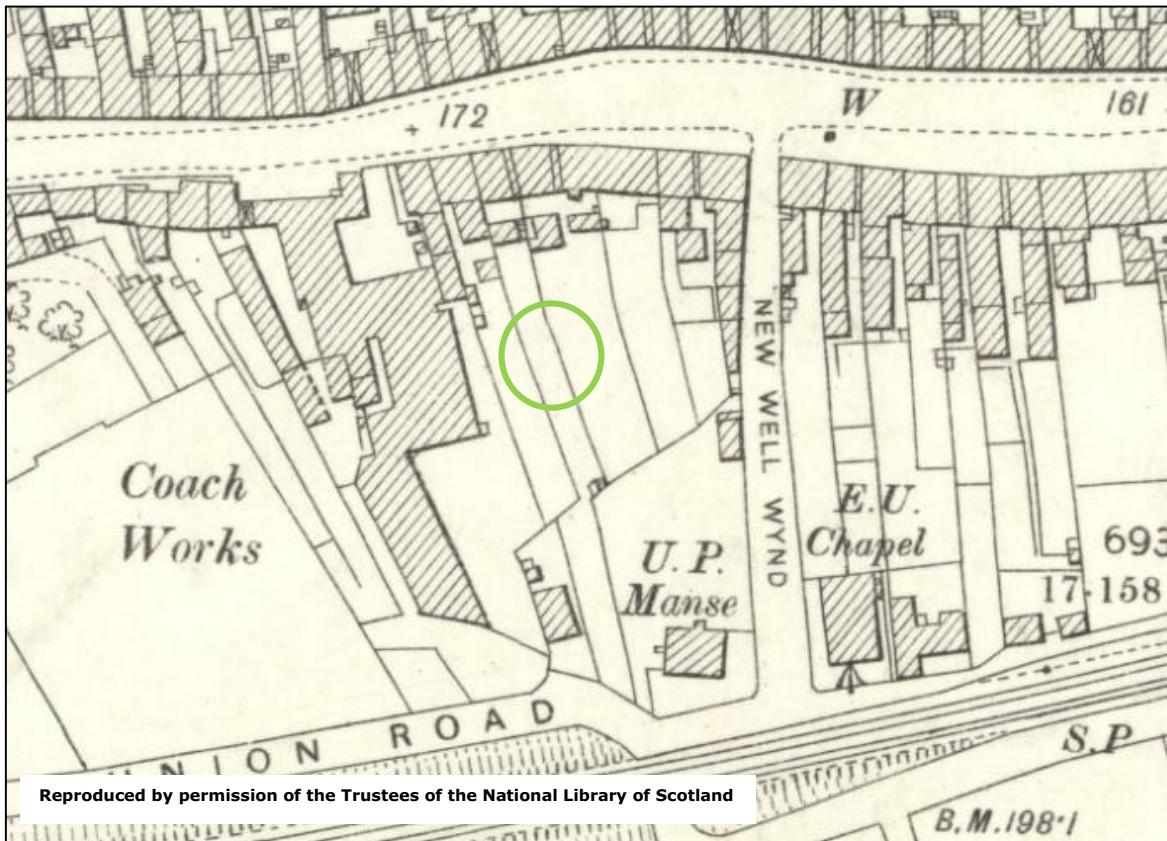 172
W
161
NEW WELL WYND
Coach
Works
E.U.
Chapel
U.P.
Manse
693
17·158
UNION ROAD
S.P
B.M.198·1
Reproduced by permission of the Trustees of the National Library of Scotland